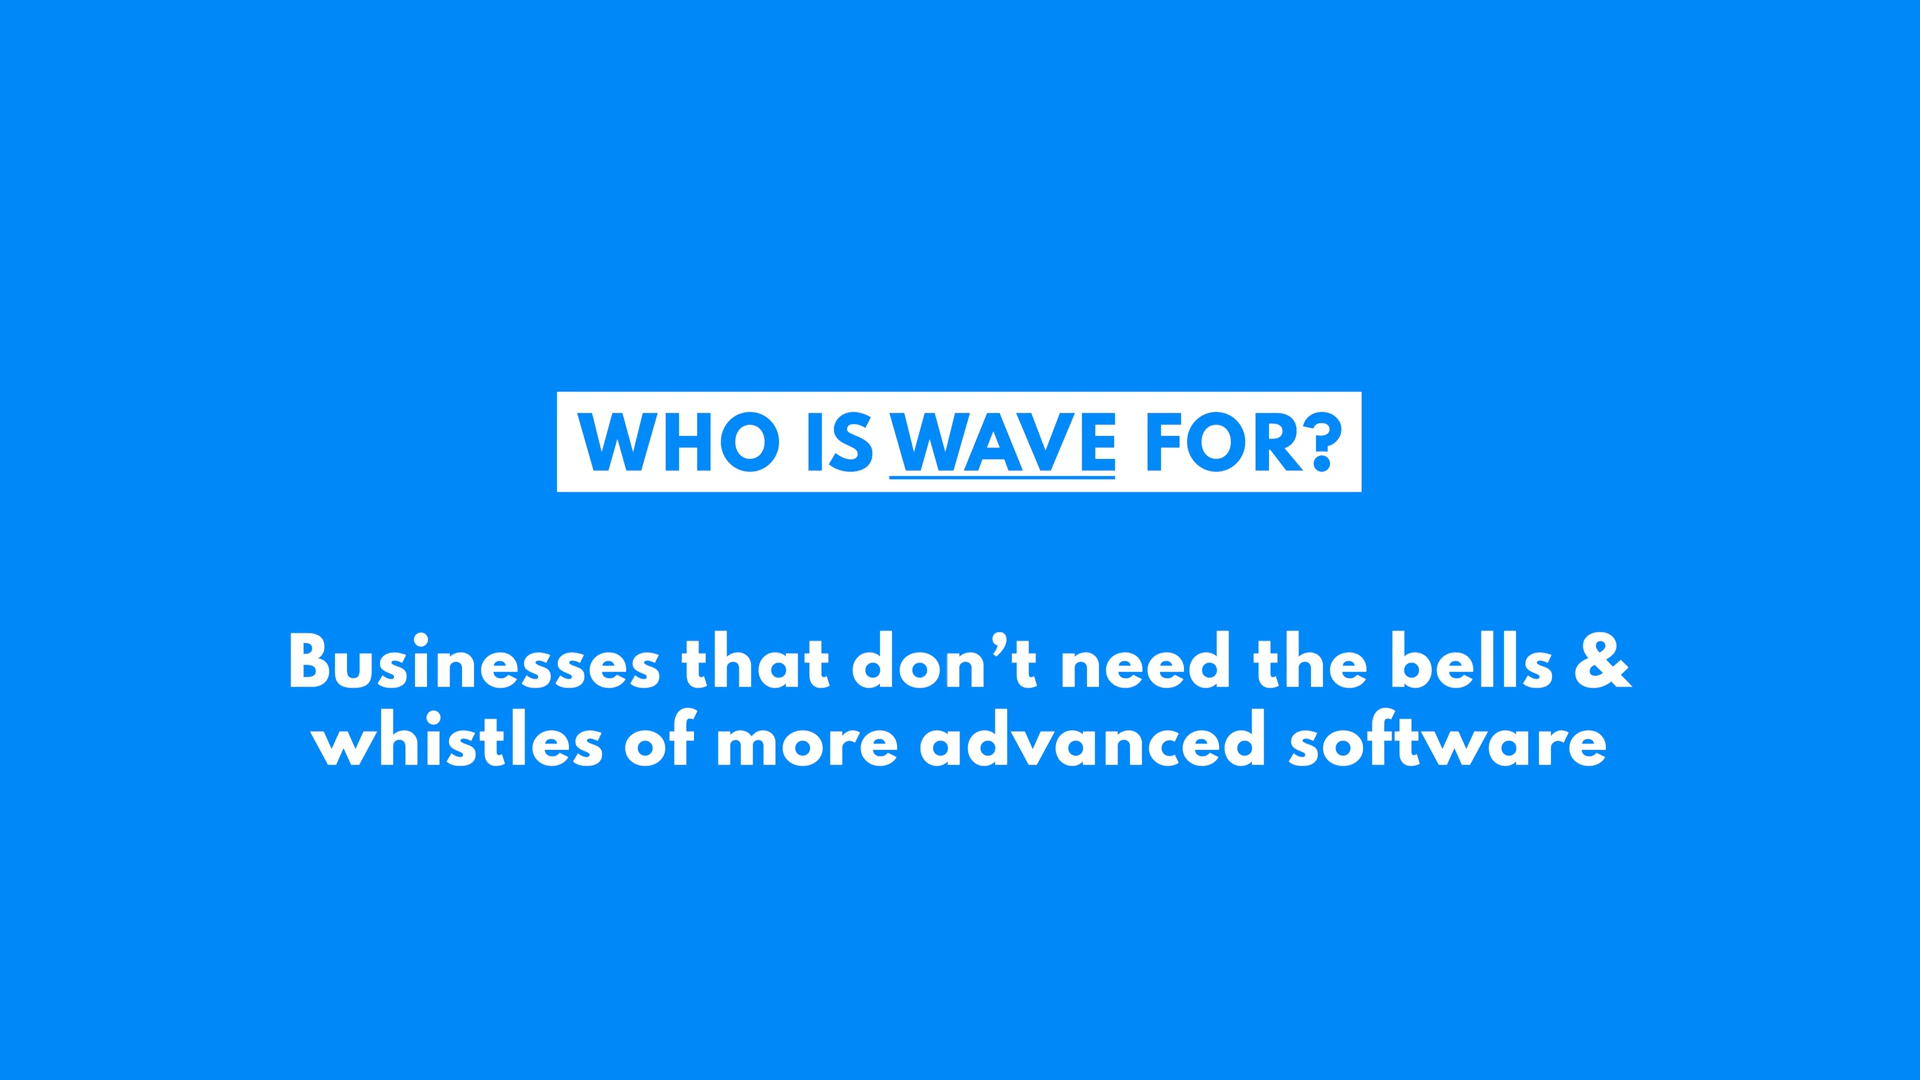 WHO IS WAVE FOR?
Businesses that don’t need the bells &
whistles of more advanced software